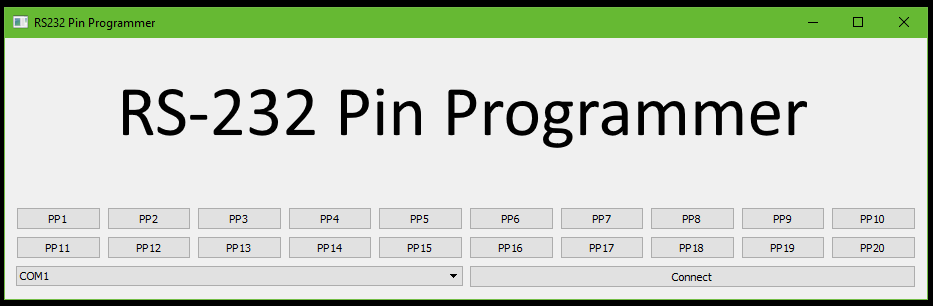 RS232 Pin Programmer
RS-232 Pin Programmer
PP1 PP2 PP3 PP4 PP5 PP6 PP7 PP8 PP9 PP10
PP11 PP12 PP13 PP14 PP15 PP16 PP17 PP18 PP19 PP20
COM1 Connect